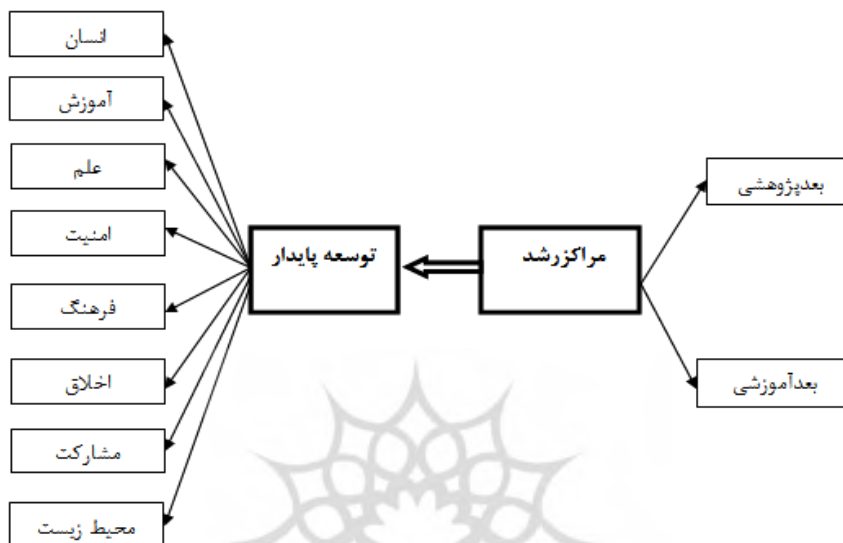 بعدپژوهشی
بعدآموزشی
مراکزرشد
توسعه پایدار
انسان
آموزش
علم
امنیت
فرهنگ
اخلاق
مشارکت
محیط زیست